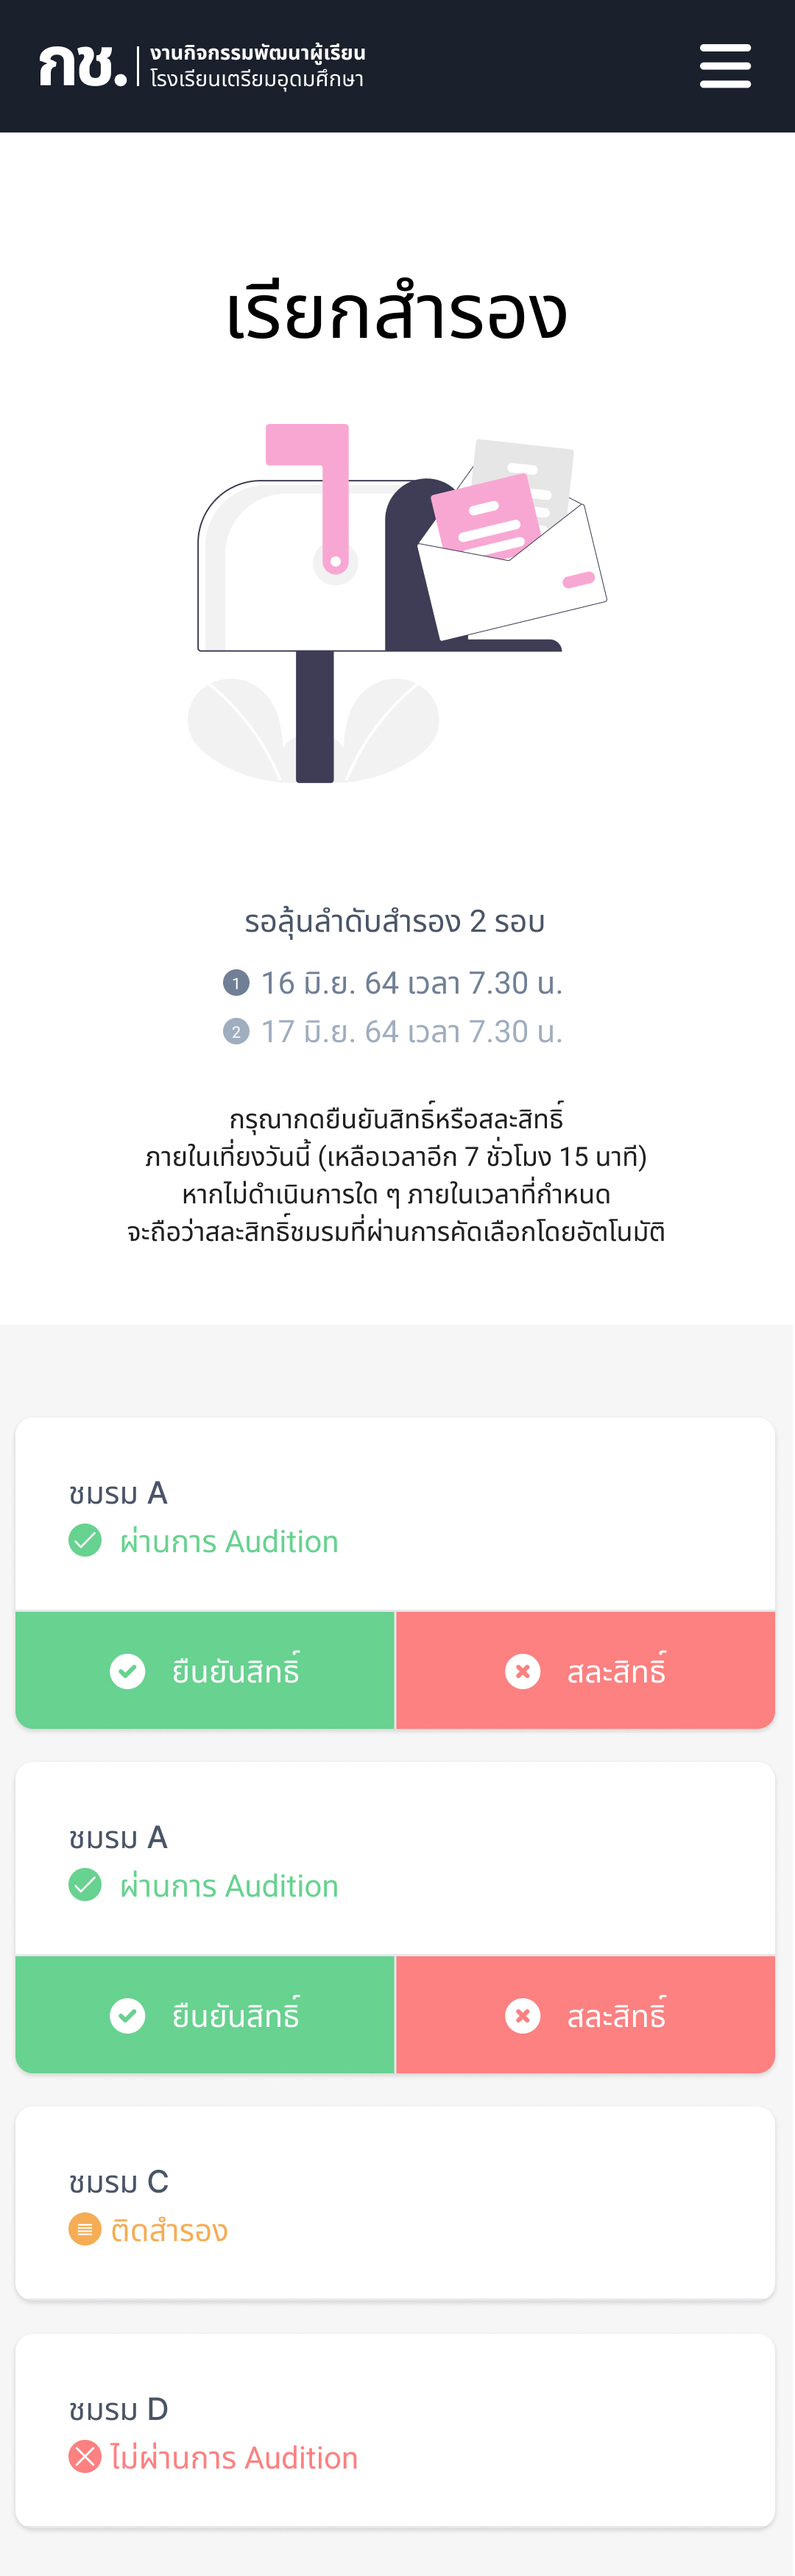 กช.
งานกิจกรรมพัฒนาผู้เรียน
โรงเรียนเตรียมอุดมศึกษา
เรียกสำรอง
รอลุ้นลำดับสำรอง 2 รอบ
1 16 มิ.ย. 64 เวลา 7.30 น.
2 17 มิ.ย. 64 เวลา 7.30 น.
กรุณากดยืนยันสิทธิ์หรือสละสิทธิ์
ภายในเที่ยงวันนี้ (เหลือเวลาอีก 7 ชั่วโมง 15 นาที)
หากไม่ดำเนินการใด ๆ ภายในเวลาที่กำหนด
จะถือว่าสละสิทธิ์ชมรมที่ผ่านการคัดเลือกโดยอัตโนมัติ
ชมรม A
ผ่านการ Audition
ยืนยันสิทธิ์
สละสิทธิ์
ชมรม A
ผ่านการ Audition
ยืนยันสิทธิ์
สละสิทธิ์
ชมรม C
ติดสำรอง
ชมรม D
ไม่ผ่านการ Audition